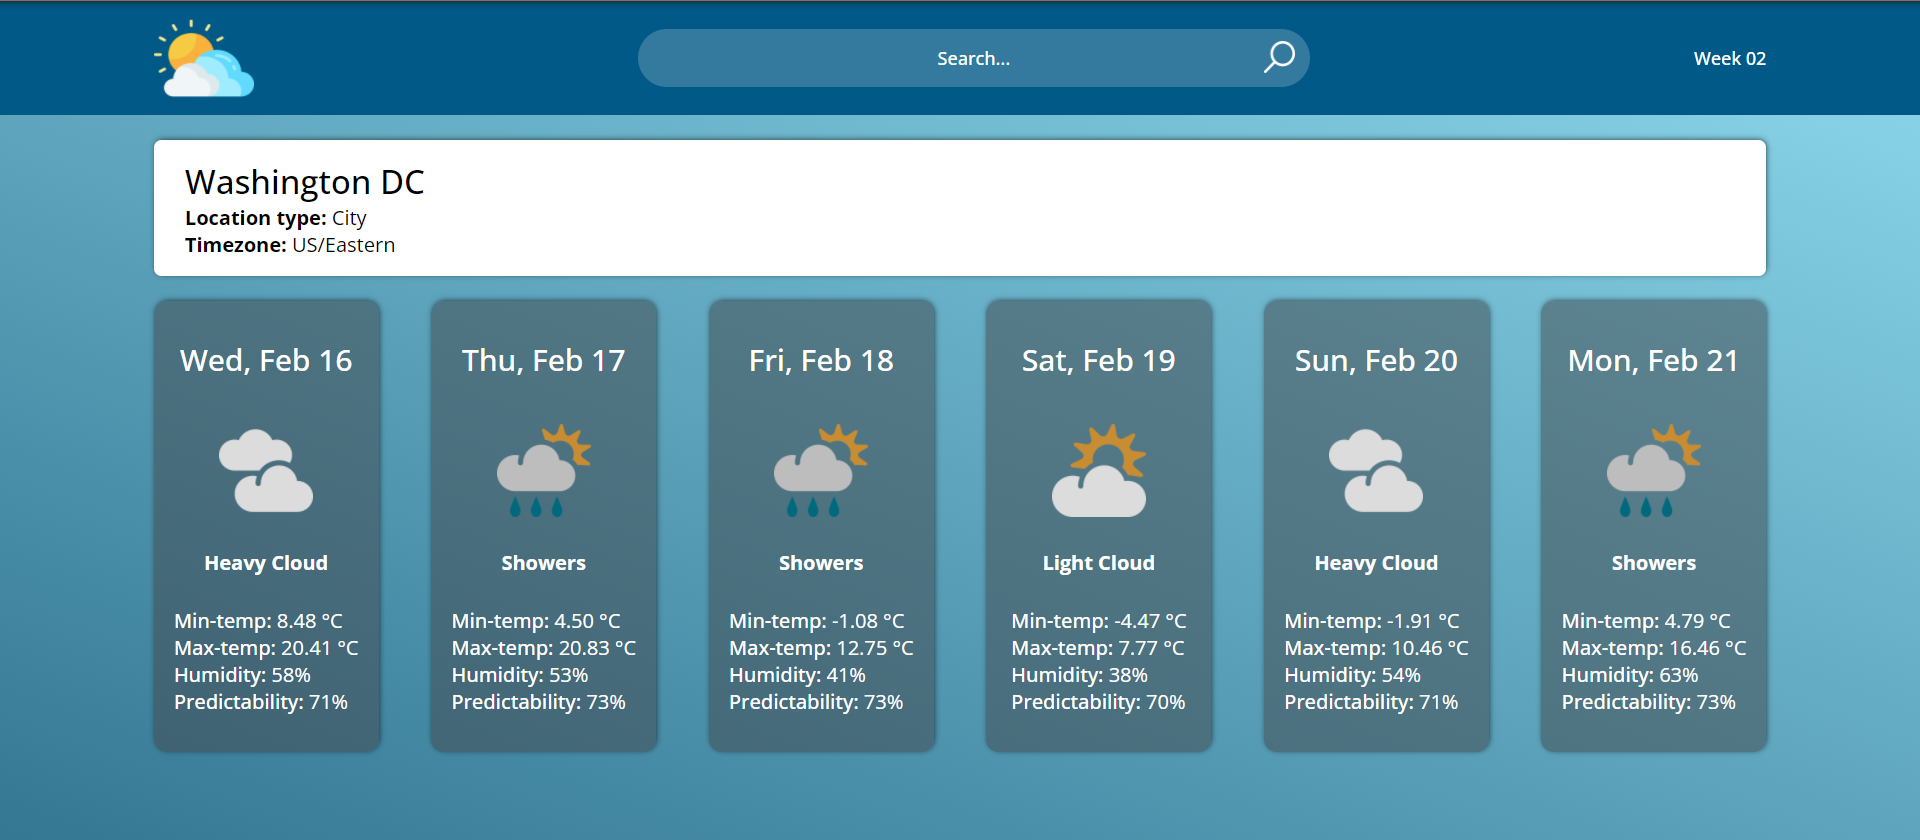 Search...
Week 02
Washington DC
Location type: City
Timezone: US/Eastern
Wed, Feb 16
Heavy Cloud
Min-temp: 8.48 °C
Max-temp: 20.41 °C
Humidity: 58%
Predictability: 71%
Thu, Feb 17
Showers
Min-temp: 4.50 °C
Max-temp: 20.83 °C
Humidity: 53%
Predictability: 73%
Fri, Feb 18
Showers
Min-temp: -1.08 °C
Max-temp: 12.75 °C
Humidity: 41%
Predictability: 73%
Sat, Feb 19
Light Cloud
Min-temp: -4.47 °C
Max-temp: 7.77 °C
Humidity: 38%
Predictability: 70%
Sun, Feb 20
Heavy Cloud
Min-temp: -1.91 °C
Max-temp: 10.46 °C
Humidity: 54%
Predictability: 71%
Mon, Feb 21
Showers
Min-temp: 4.79 °C
Max-temp: 16.46 °C
Humidity: 63%
Predictability: 73%